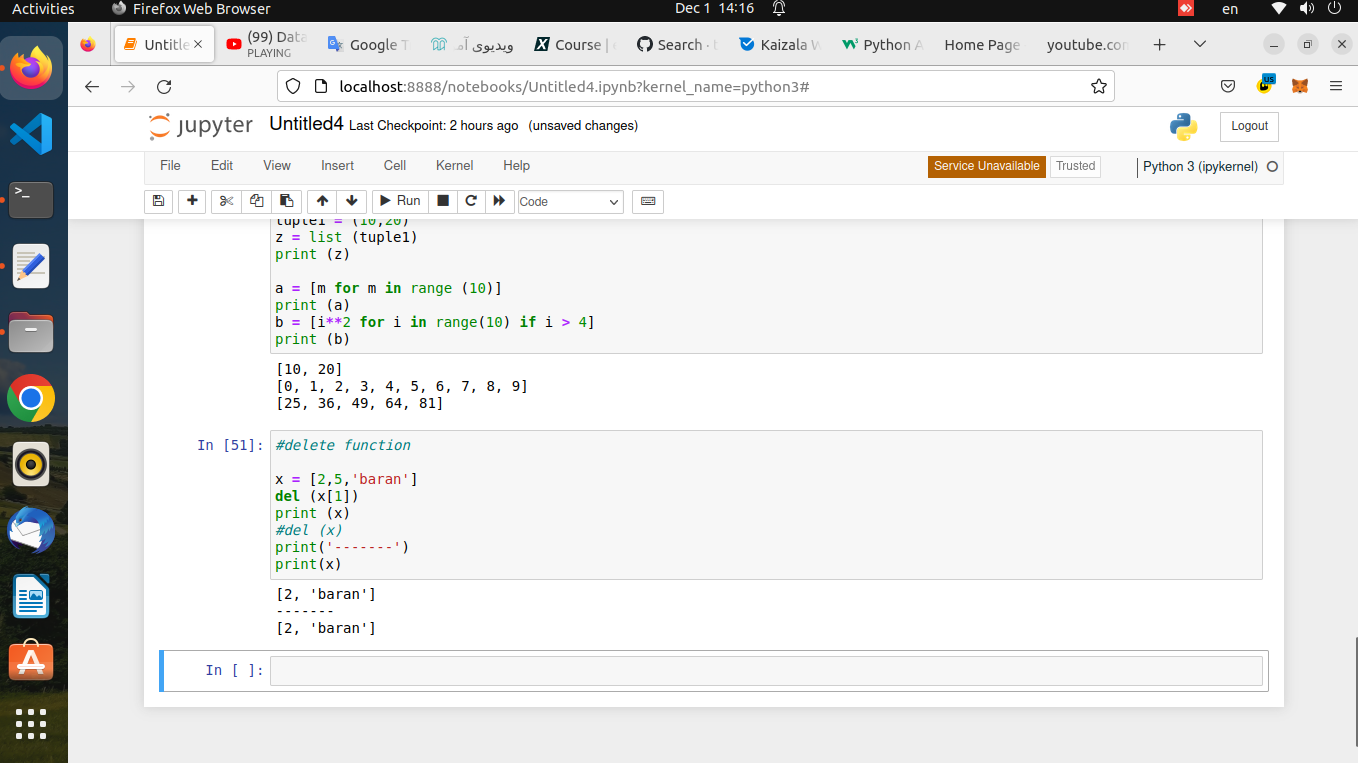 Activities
Firefox Web Browser
Dec 1 14:16
en
Untitle
(99) Data
PLAYING
Google T
ویدیوی آم
Course |
Search · t
Kaizala W
Python A
Home Page
youtube.con
localhost:8888/notebooks/Untitled4.ipynb?kernel_name=python3#
us
jupyter
Untitled4 Last Checkpoint: 2 hours ago (unsaved changes)
Logout
File Edit View Insert Cell Kernel Help
Service Unavailable
Trusted
Python 3 (ipykernel)
Run
Code
tuple1 = (10,20)
z = list (tuple1)
print (z)
a = [m for m in range (10)]
print (a)
b = [i**2 for i in range(10) if i > 4]
print (b)
[10, 20]
[0, 1, 2, 3, 4, 5, 6, 7, 8, 9]
[25, 36, 49, 64, 81]
In [51]:
#delete function
x = [2,5,'baran']
del (x[1])
print (x)
#del (x)
print('-------')
print(x)
[2, 'baran']
-------
[2, 'baran']
In [ ]: